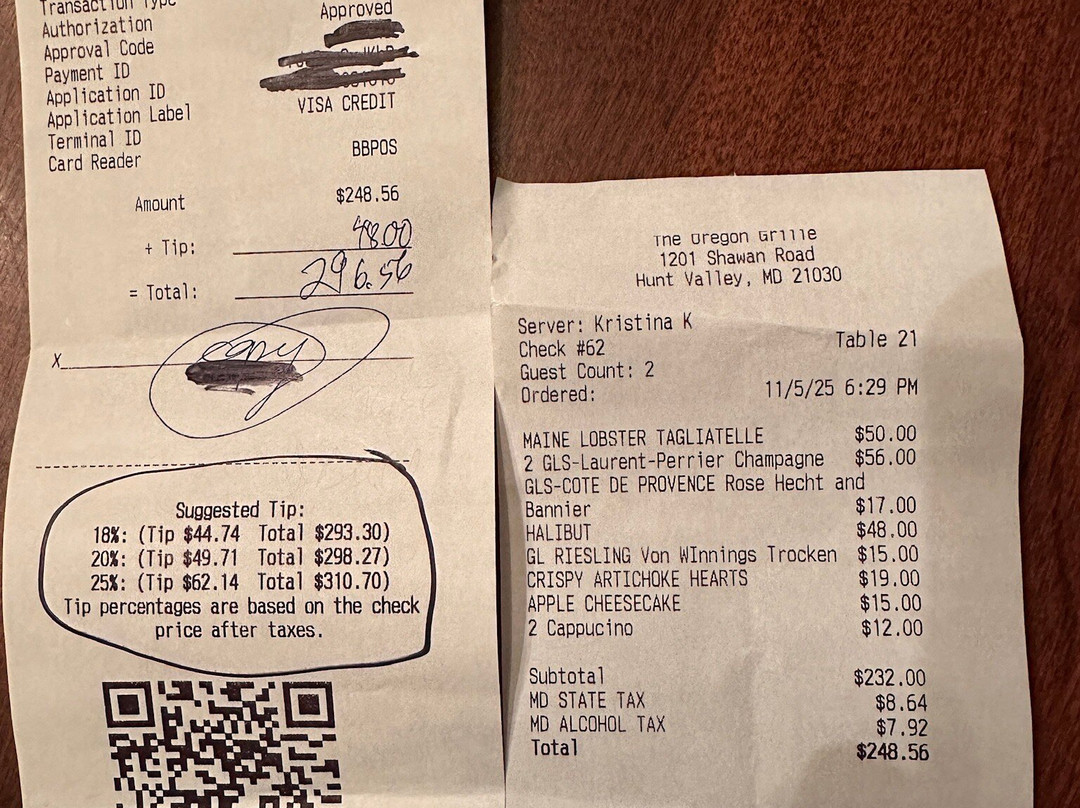 Transaction Type
Authorization Approved
Approval Code
Payment ID
Application ID
Application Label VISA CREDIT
Terminal ID
Card Reader BBPOS
Amount $248.56
+ Tip: 48.00
= Total: 296.56
X
Suggested Tip:
18%: (Tip $44.74 Total $293.30)
20%: (Tip $49.71 Total $298.27)
25%: (Tip $62.14 Total $310.70)
Tip percentages are based on the check
price after taxes.
The Oregon Grille
1201 Shawan Road
Hunt Valley, MD 21030
Server: Kristina K
Check #62 Table 21
Guest Count: 2
Ordered: 11/5/25 6:29 PM
MAINE LOBSTER TAGLIATELLE $50.00
2 GLS-Laurent-Perrier Champagne $56.00
GLS-COTE DE PROVENCE Rose Hecht and
Bannier $17.00
HALIBUT $48.00
GL RIESLING Von WInnings Trocken $15.00
CRISPY ARTICHOKE HEARTS $19.00
APPLE CHEESECAKE $15.00
2 Cappucino $12.00
Subtotal $232.00
MD STATE TAX $8.64
MD ALCOHOL TAX $7.92
Total $248.56